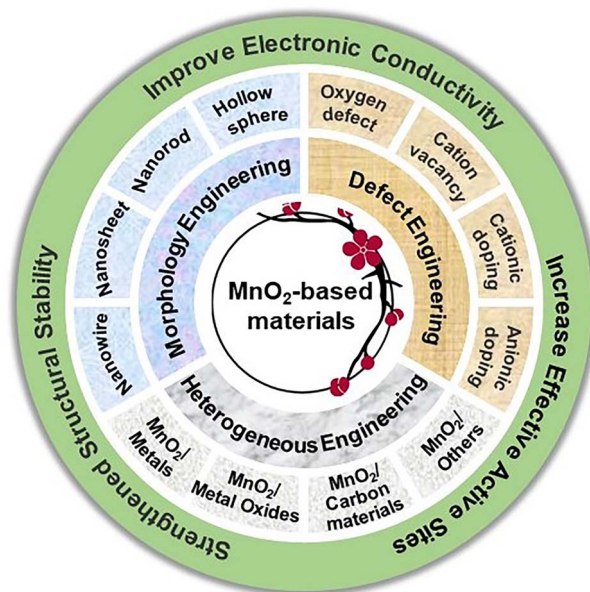 Improve Electronic Conductivity
Increase Effective Active Sites
Strengthened Structural Stability
Morphology Engineering
Nanowire
Nanosheet
Nanorod
Hollow
sphere
Defect Engineering
Oxygen
defect
Cation
vacancy
Cationic
doping
Anionic
doping
Heterogeneous Engineering
MnO₂/
Metals
MnO₂/
Metal Oxides
MnO₂/
Carbon
materials
MnO₂/
Others
MnO₂-based
materials